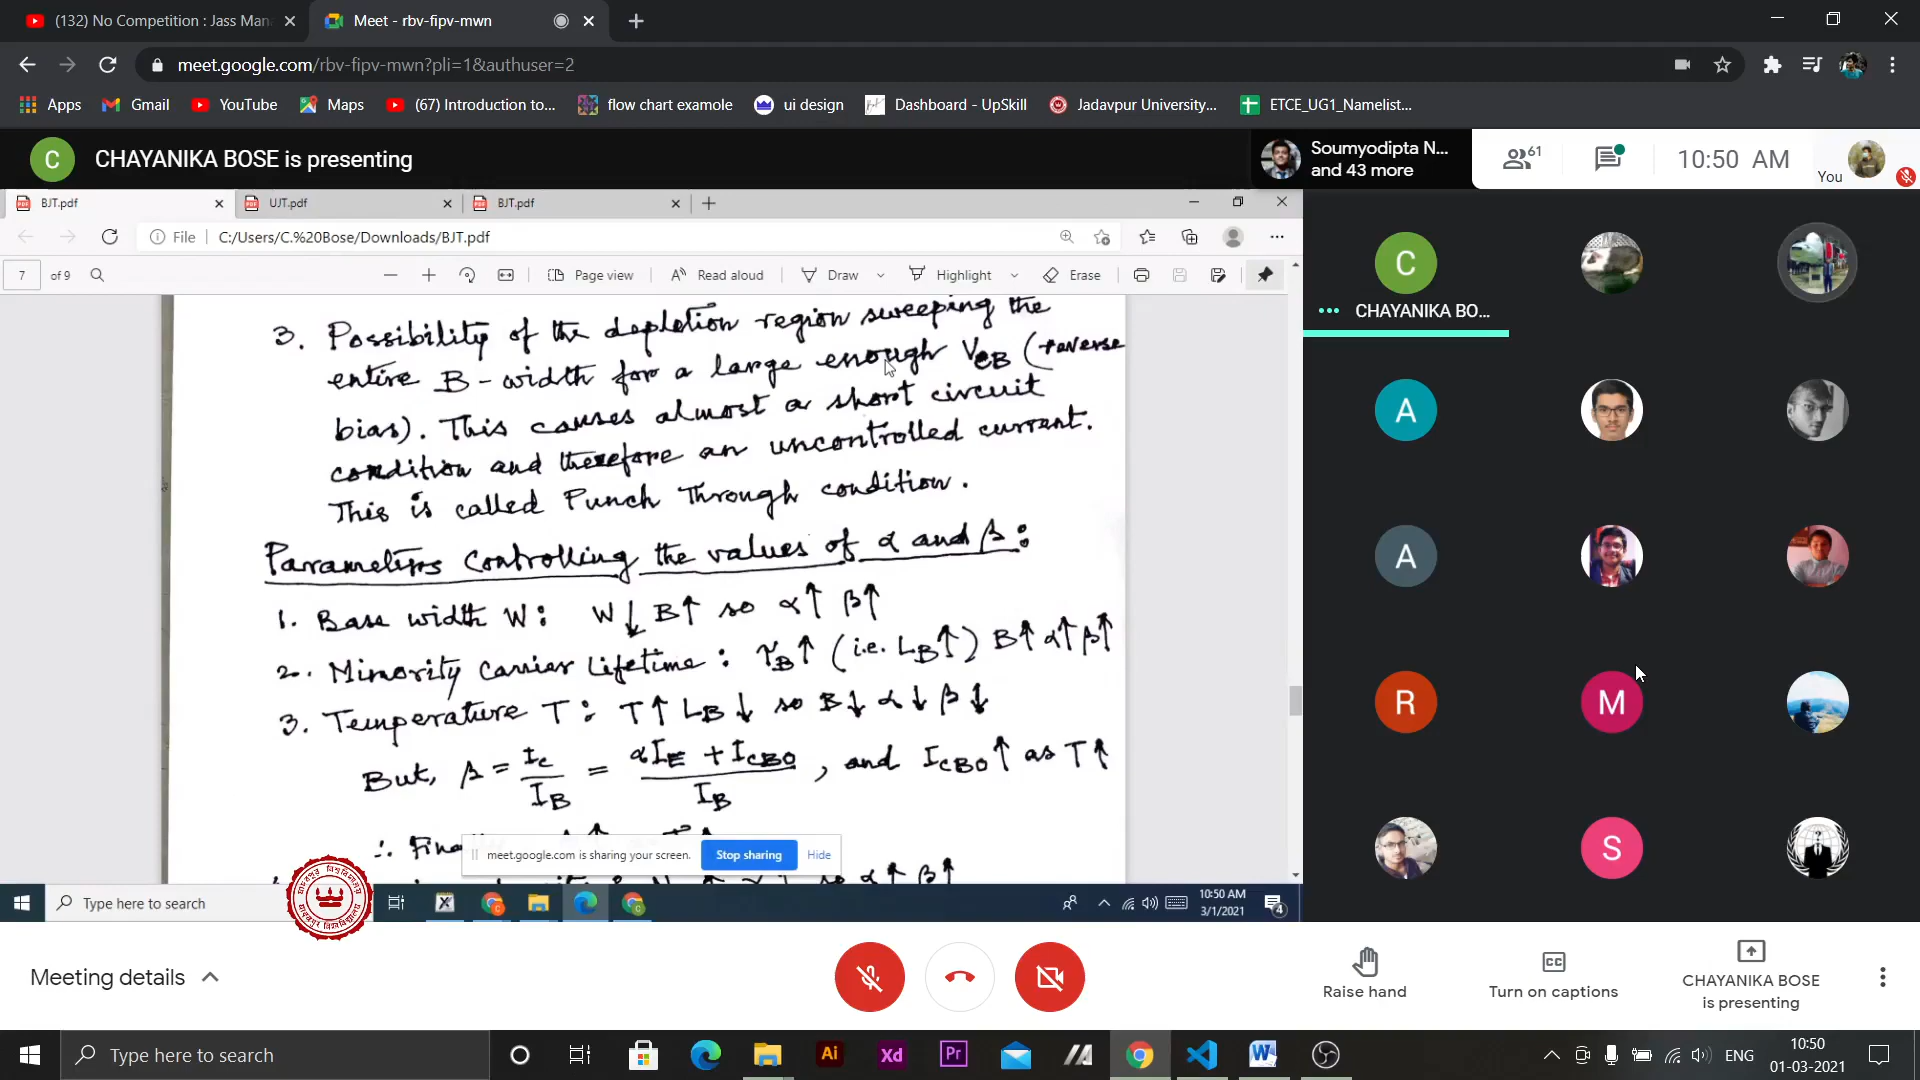 (132) No Competition : Jass Man
Meet - rbv-fipv-mwn
meet.google.com/rbv-fipv-mwn?pli=1&authuser=2
Apps
Gmail
YouTube
Maps
(67) Introduction to...
flow chart examole
ui design
Dashboard - UpSkill
Jadavpur University,...
ETCE_UG1_Namelist...
C
CHAYANIKA BOSE is presenting
Soumyodipta N...
and 43 more
61
10:50 AM
You
BJT.pdf
UJT.pdf
BJT.pdf
File
C:/Users/C.%20Bose/Downloads/BJT.pdf
7 of 9
Page view
Read aloud
Draw
Highlight
Erase
3. Possibility of the depletion region sweeping the
entire B-width for a large enough VCB (reverse
bias). This causes almost a short circuit
condition and therefore an uncontrolled current.
This is called Punch Through condition.
Parameters controlling the values of α and β:
1. Base width W: W↓ B↑ so α↑ β↑
2. Minority Carrier Lifetime: τB↑ (i.e. LB↑) B↑ α↑ β↑
3. Temperature T: T↑ LB↓ so B↓ α↓ β↓
But, β = IC/IB = (αIE + ICBO)/IB, and ICBO↑ as T↑
meet.google.com is sharing your screen.
Stop sharing
Hide
Type here to search
10:50 AM
3/1/2021
4
C
CHAYANIKA BO...
A
A
R
M
S
Meeting details
Raise hand
Turn on captions
CHAYANIKA BOSE
is presenting
Type here to search
Ai
Xd
Pr
ENG
10:50
01-03-2021